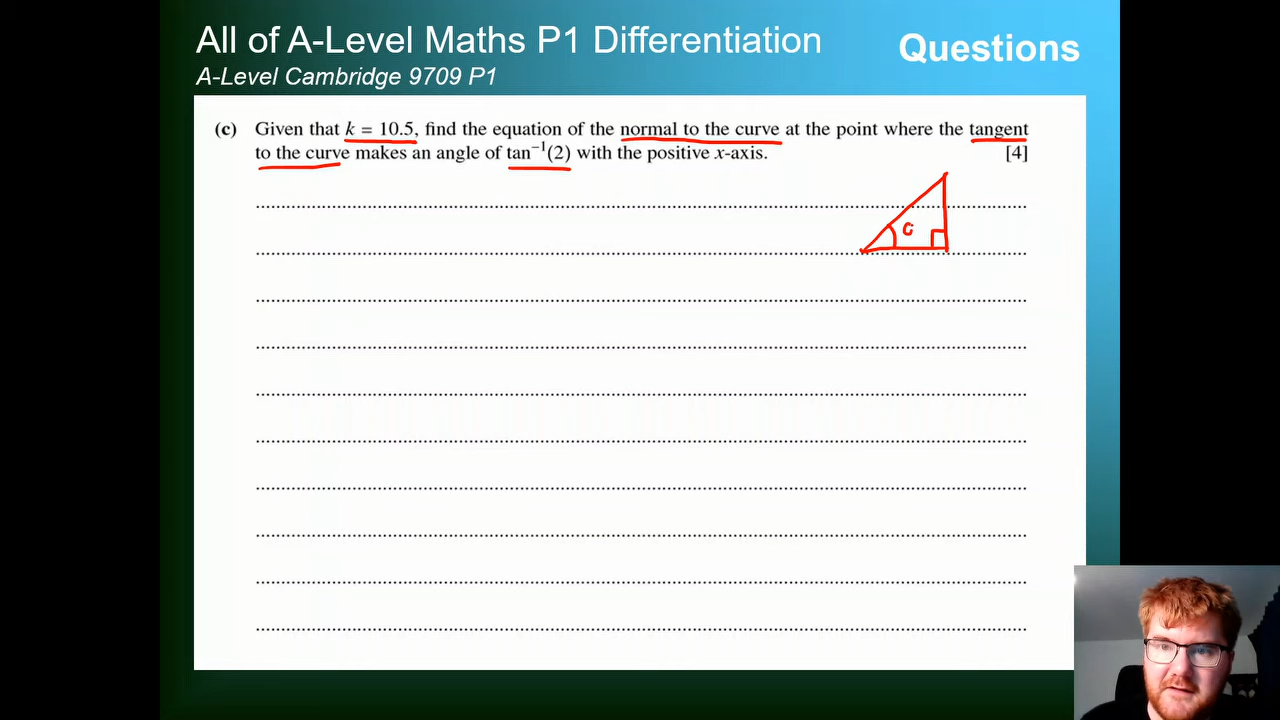 All of A-Level Maths P1 Differentiation
Questions
A-Level Cambridge 9709 P1
(c) Given that k = 10.5, find the equation of the normal to the curve at the point where the tangent
to the curve makes an angle of tan⁻¹(2) with the positive x-axis. [4]